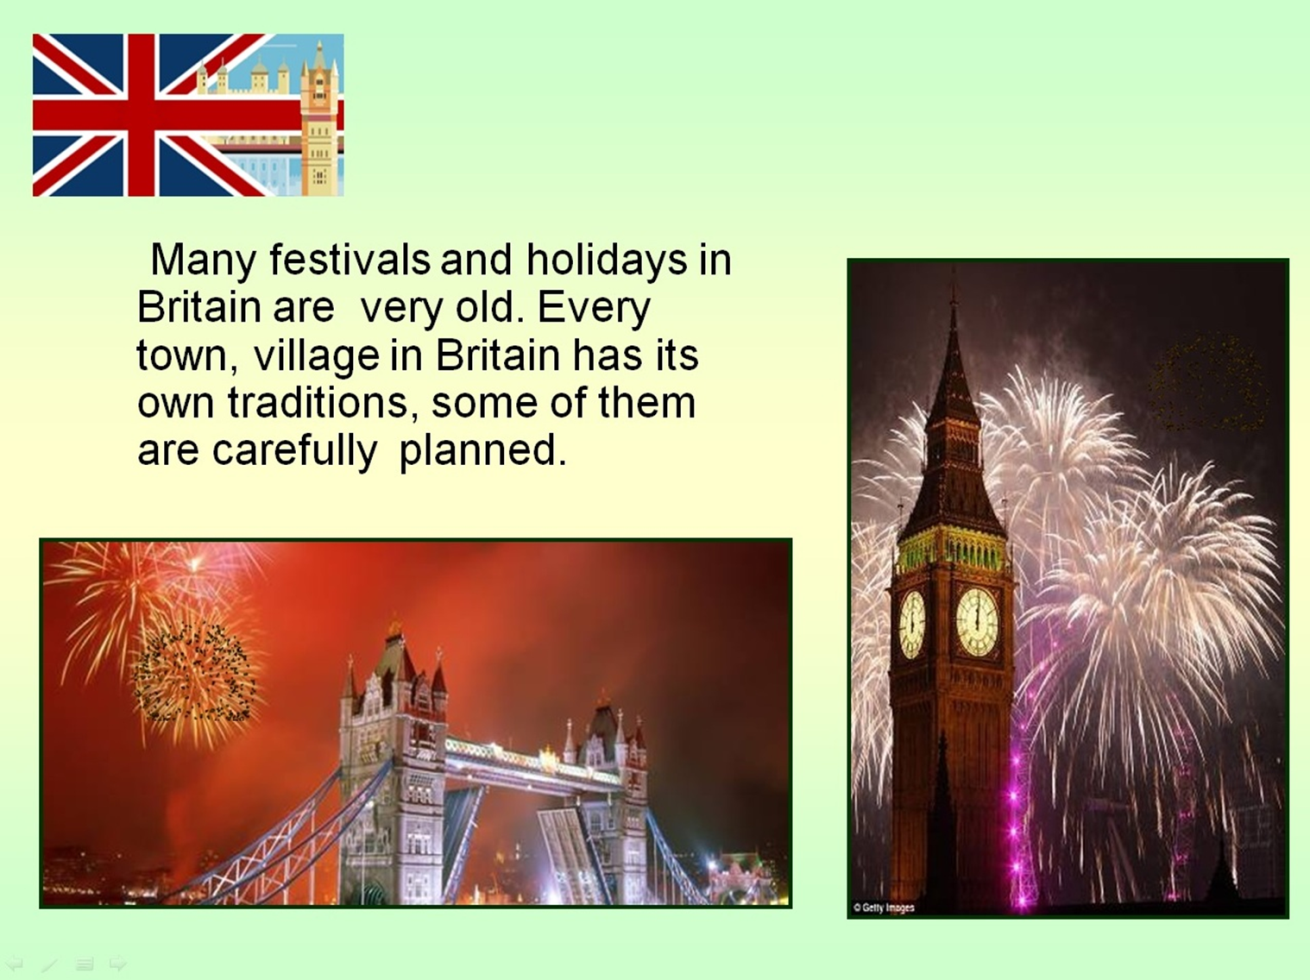 Many festivals and holidays in
Britain are very old. Every
town, village in Britain has its
own traditions, some of them
are carefully planned.
© Getty Images